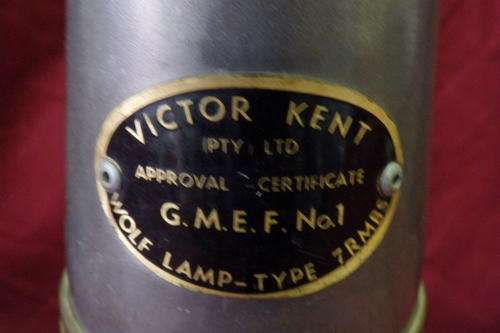 VICTOR KENT
(PTY) LTD
APPROVAL CERTIFICATE
G.M.E.F. No.1
WOLF LAMP-TYPE 7RMBS